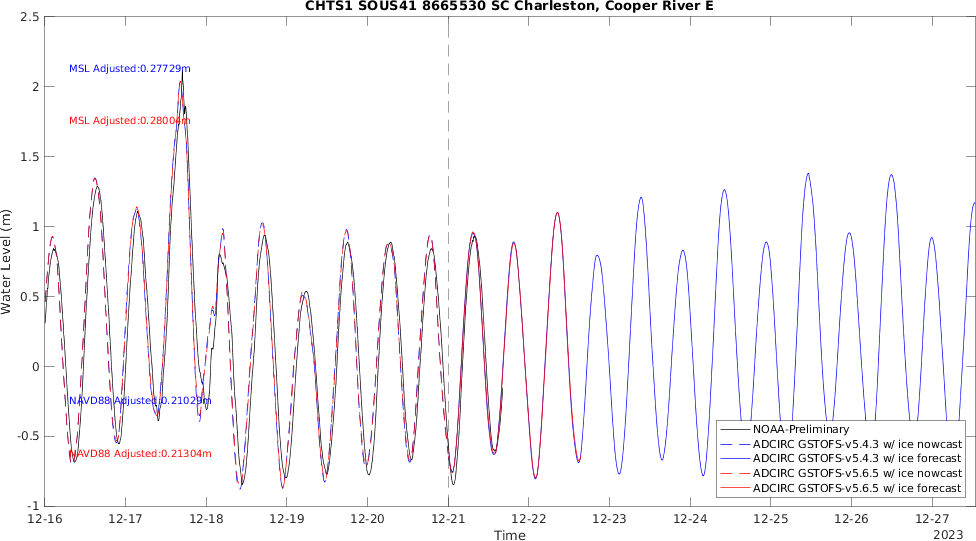 CHTS1 SOUS41 8665530 SC Charleston, Cooper River E
2.5
2
1.5
1
0.5
0
-0.5
-1
Water Level (m)
MSL Adjusted:0.27729m
MSL Adjusted:0.28004m
NAVD88 Adjusted:0.21029m
NAVD88 Adjusted:0.21304m
NOAA-Preliminary
ADCIRC GSTOFS-v5.4.3 w/ ice nowcast
ADCIRC GSTOFS-v5.4.3 w/ ice forecast
ADCIRC GSTOFS-v5.6.5 w/ ice nowcast
ADCIRC GSTOFS-v5.6.5 w/ ice forecast
12-16 12-17 12-18 12-19 12-20 12-21 12-22 12-23 12-24 12-25 12-26 12-27
Time
2023